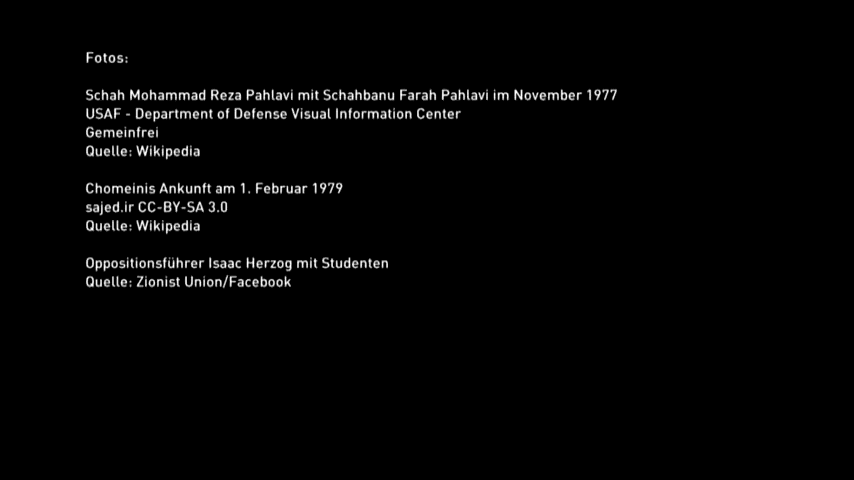 Fotos:
Schah Mohammad Reza Pahlavi mit Schahbanu Farah Pahlavi im November 1977
USAF - Department of Defense Visual Information Center
Gemeinfrei
Quelle: Wikipedia
Chomeinis Ankunft am 1. Februar 1979
sajed.ir CC-BY-SA 3.0
Quelle: Wikipedia
Oppositionsführer Isaac Herzog mit Studenten
Quelle: Zionist Union/Facebook